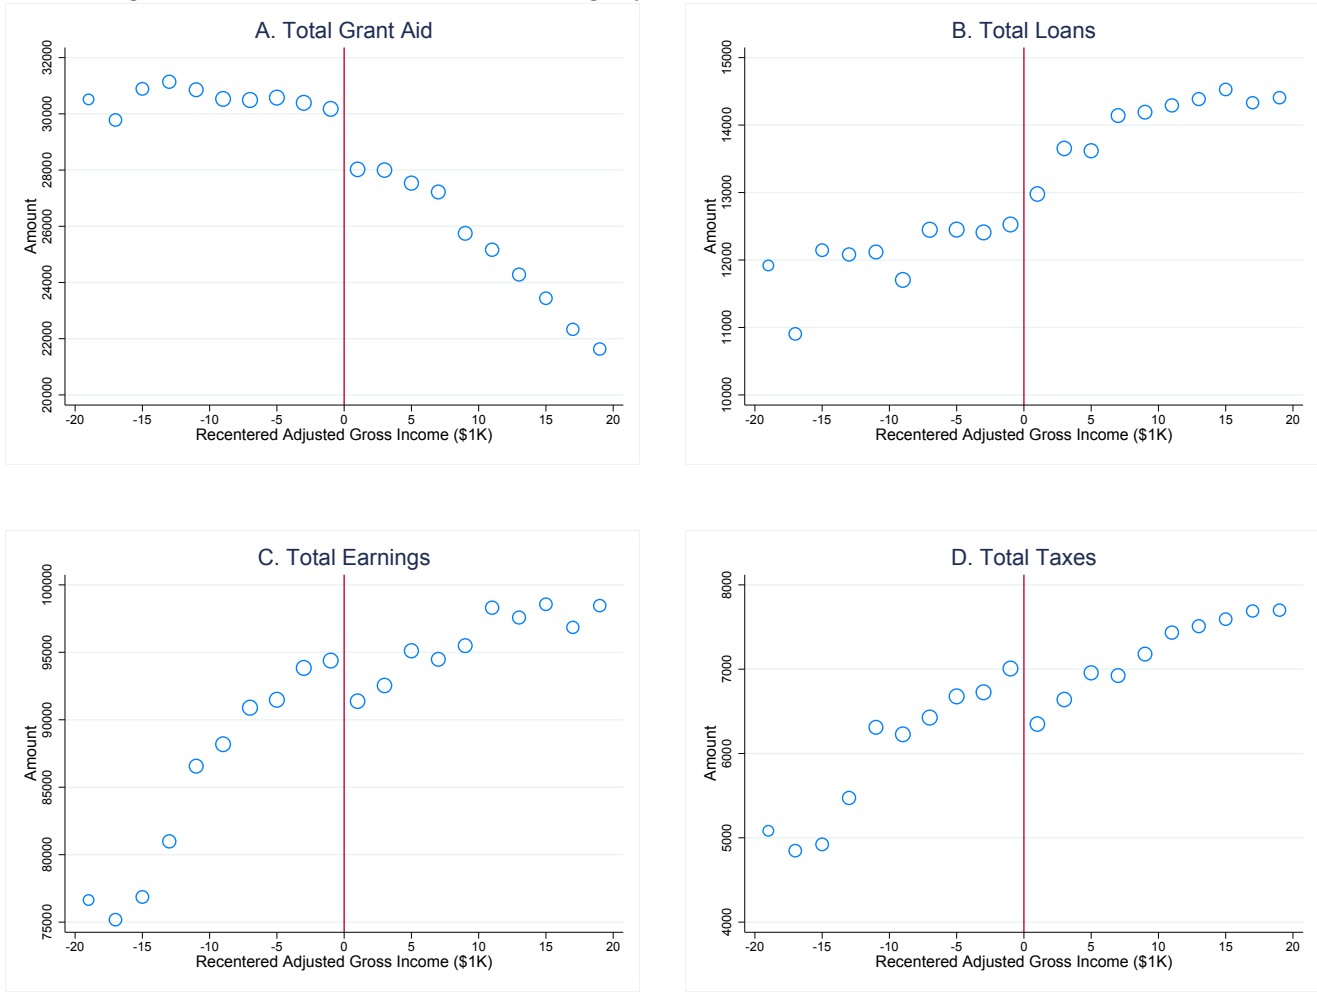 A. Total Grant Aid
Amount
32000
30000
28000
26000
24000
22000
20000
-20 -15 -10 -5 0 5 10 15 20
Recentered Adjusted Gross Income ($1K)
B. Total Loans
Amount
15000
14000
13000
12000
11000
10000
-20 -15 -10 -5 0 5 10 15 20
Recentered Adjusted Gross Income ($1K)
C. Total Earnings
Amount
100000
95000
90000
85000
80000
75000
-20 -15 -10 -5 0 5 10 15 20
Recentered Adjusted Gross Income ($1K)
D. Total Taxes
Amount
8000
7000
6000
5000
4000
-20 -15 -10 -5 0 5 10 15 20
Recentered Adjusted Gross Income ($1K)